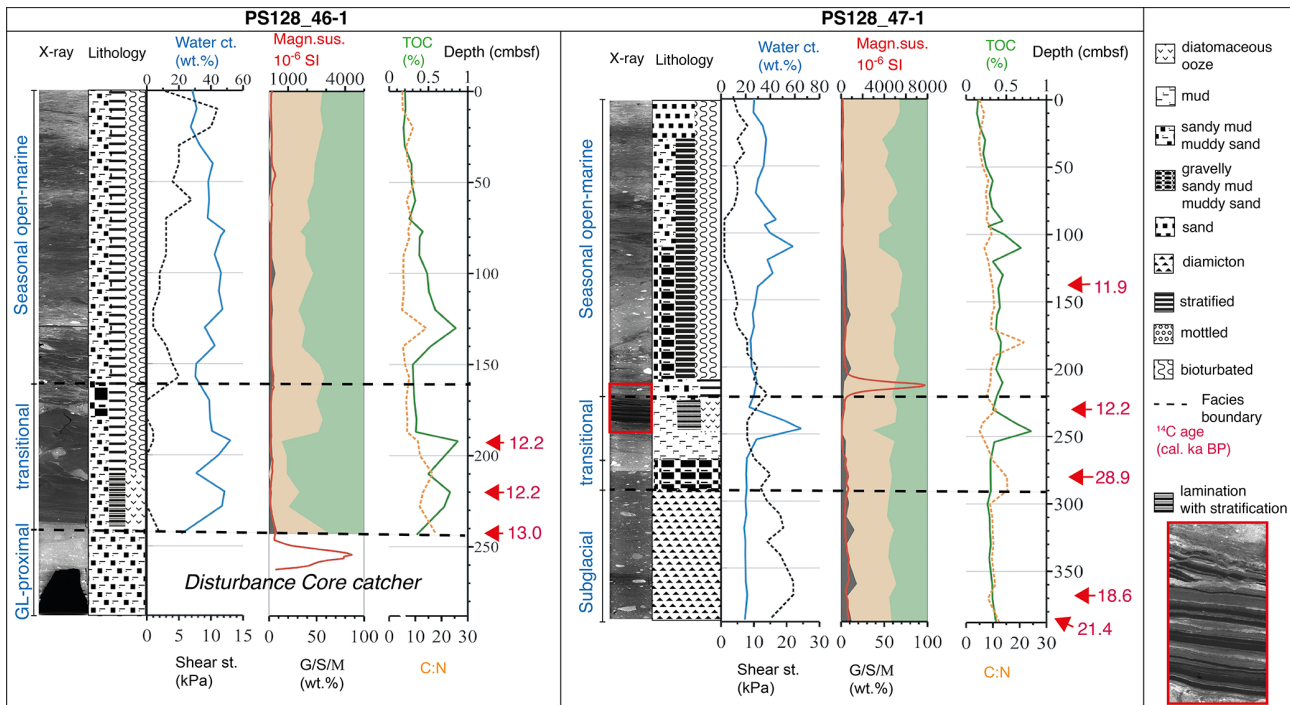 PS128_46-1
PS128_47-1
X-ray
Lithology
Water ct.
(wt.%)
Magn.sus.
10-6 SI
TOC
(%)
Depth (cmbsf)
0 20 40 60
1000 4000
0 0.5 1
0
50
100
150
200
250
Seasonal open-marine
transitional
GL-proximal
12.2
12.2
13.0
Disturbance Core catcher
0 5 10 15
0 50 100
0 10 20 30
Shear st.
(kPa)
G/S/M
(wt.%)
C:N
X-ray
Lithology
Water ct.
(wt.%)
Magn.sus.
10-6 SI
TOC
(%)
Depth (cmbsf)
0 20 40 60 80
0 4000 8000
0 0.5 1
0
50
100
150
200
250
300
350
Seasonal open-marine
transitional
Subglacial
11.9
12.2
28.9
18.6
21.4
0 10 20 30
0 50 100
0 10 20 30
Shear st.
(kPa)
G/S/M
(wt.%)
C:N
diatomaceous
ooze
mud
sandy mud
muddy sand
gravelly
sandy mud
muddy sand
sand
diamicton
stratified
mottled
bioturbated
Facies
boundary
14C age
(cal. ka BP)
lamination
with stratification